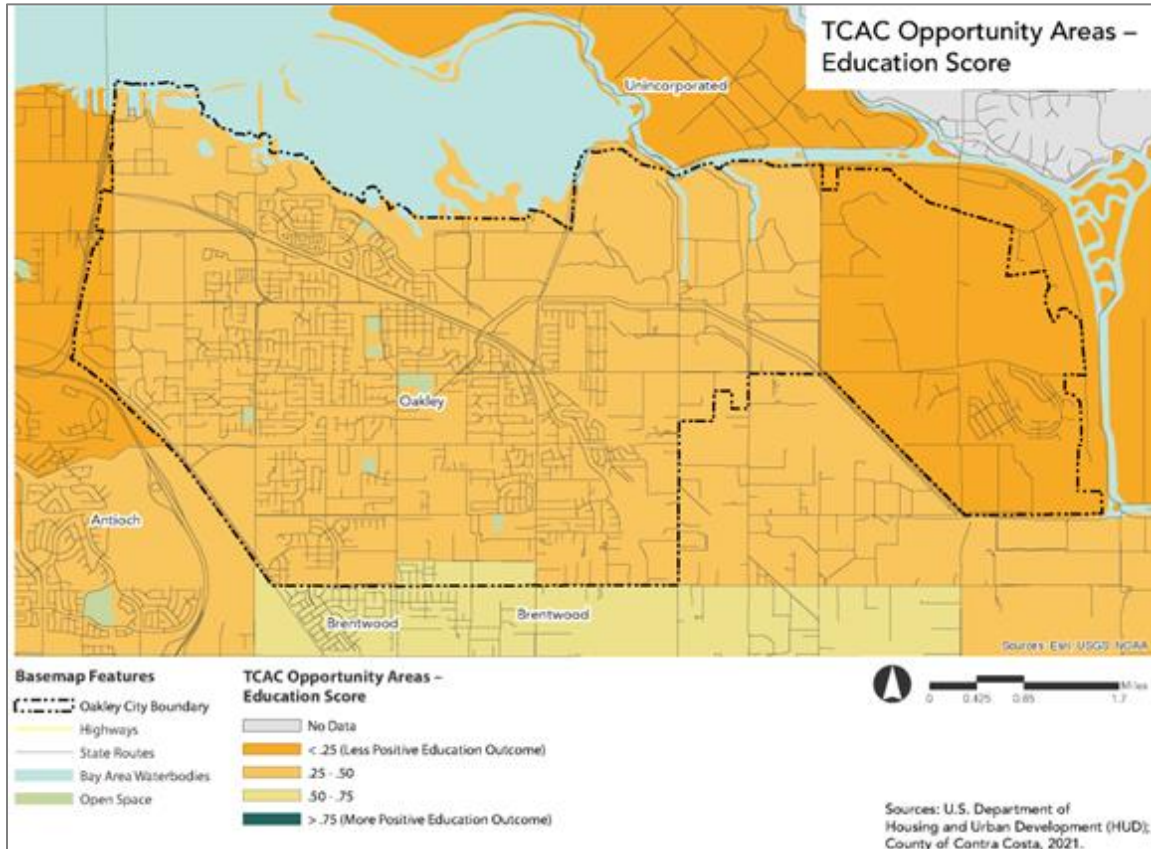 TCAC Opportunity Areas –
Education Score
Unincorporated
Oakley
Antioch
Brentwood
Brentwood
Sources: Esri USGS NOAA
Basemap Features
Oakley City Boundary
Highways
State Routes
Bay Area Waterbodies
Open Space
TCAC Opportunity Areas –
Education Score
No Data
< .25 (Less Positive Education Outcome)
.25 - .50
.50 - .75
> .75 (More Positive Education Outcome)
Miles
0 0.425 0.85 1.7
Sources: U.S. Department of
Housing and Urban Development (HUD);
County of Contra Costa, 2021.